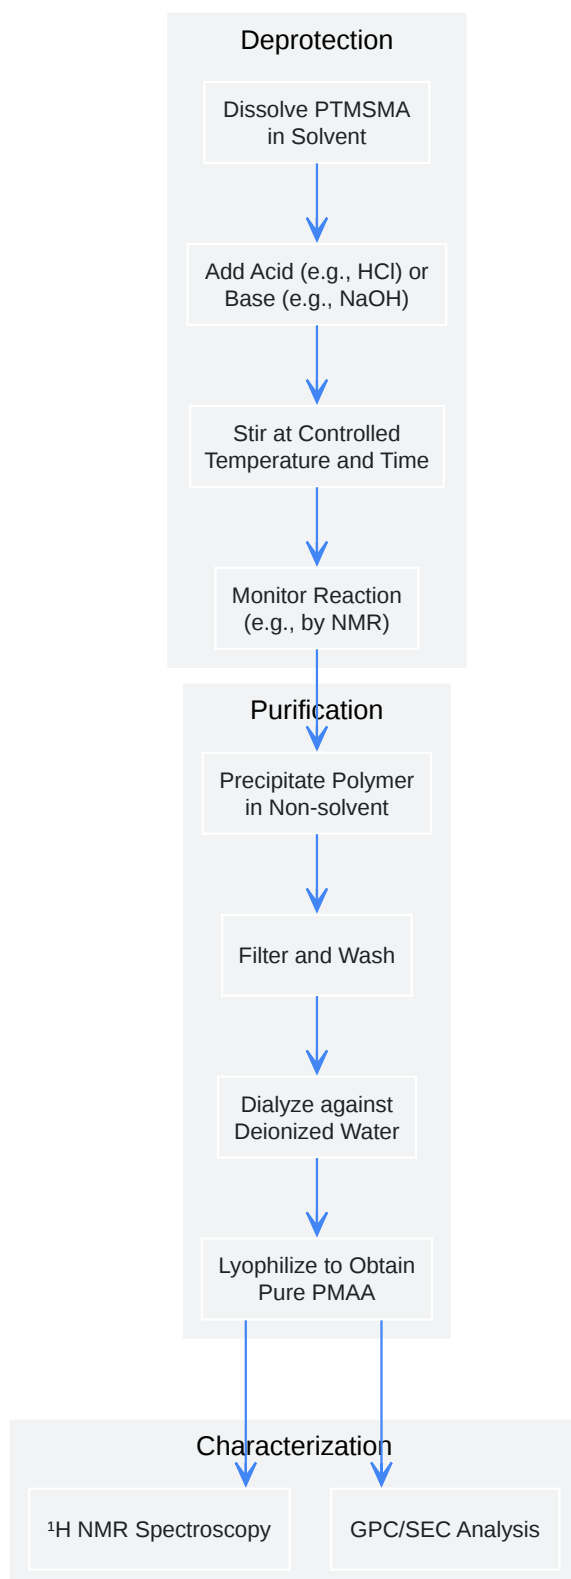 Deprotection
Dissolve PTMSMA
in Solvent
Add Acid (e.g., HCl) or
Base (e.g., NaOH)
Stir at Controlled
Temperature and Time
Monitor Reaction
(e.g., by NMR)
Purification
Precipitate Polymer
in Non-solvent
Filter and Wash
Dialyze against
Deionized Water
Lyophilize to Obtain
Pure PMAA
Characterization
¹H NMR Spectroscopy
GPC/SEC Analysis